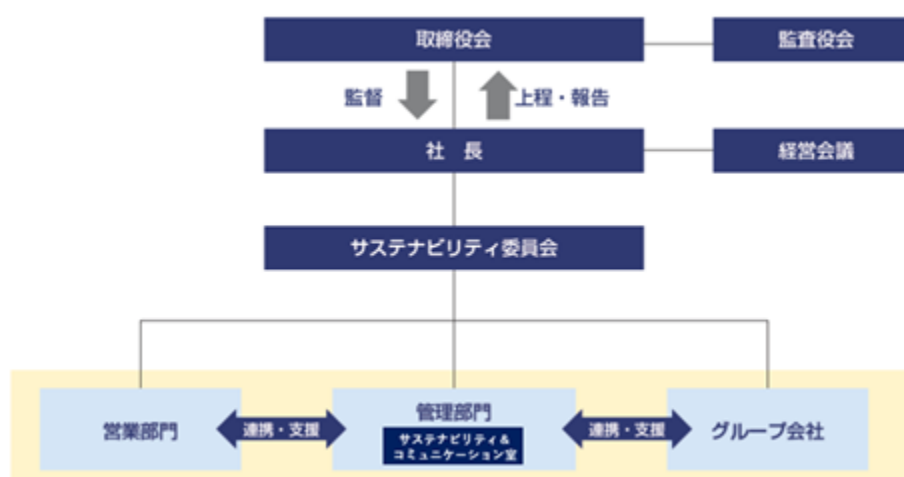 取締役会
監査役会
監督
上程・報告
社　長
経営会議
サステナビリティ委員会
営業部門
連携・支援
管理部門
サステナビリティ&
コミュニケーション室
連携・支援
グループ会社